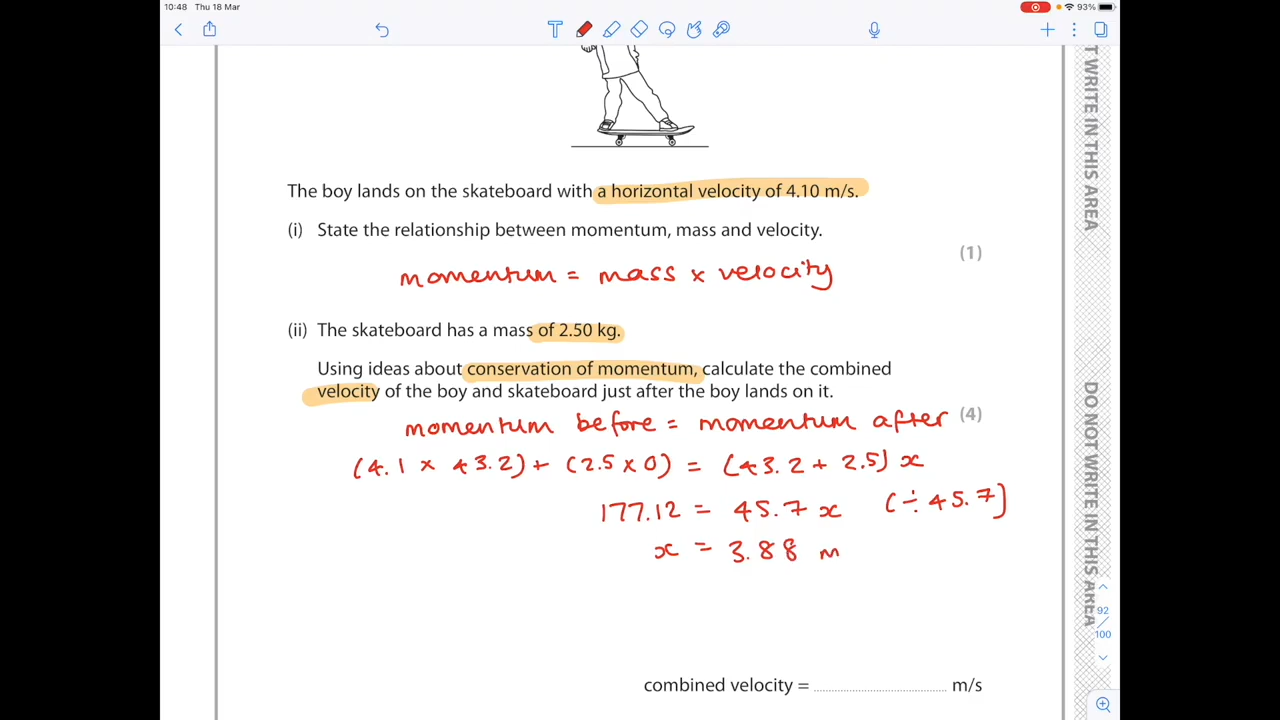 10:48 Thu 18 Mar
93%
T
The boy lands on the skateboard with a horizontal velocity of 4.10 m/s.
(i) State the relationship between momentum, mass and velocity.
(1)
momentum = mass x velocity
(ii) The skateboard has a mass of 2.50 kg.
Using ideas about conservation of momentum, calculate the combined
velocity of the boy and skateboard just after the boy lands on it.
(4)
momentum before = momentum after
(4.1 x 43.2) + (2.5 x 0) = (43.2 + 2.5) x
177.12 = 45.7 x (÷ 45.7)
x = 3.88 m
combined velocity = ........................................ m/s
T WRITE IN THIS AREA
DO NOT WRITE IN THIS AREA
92
100